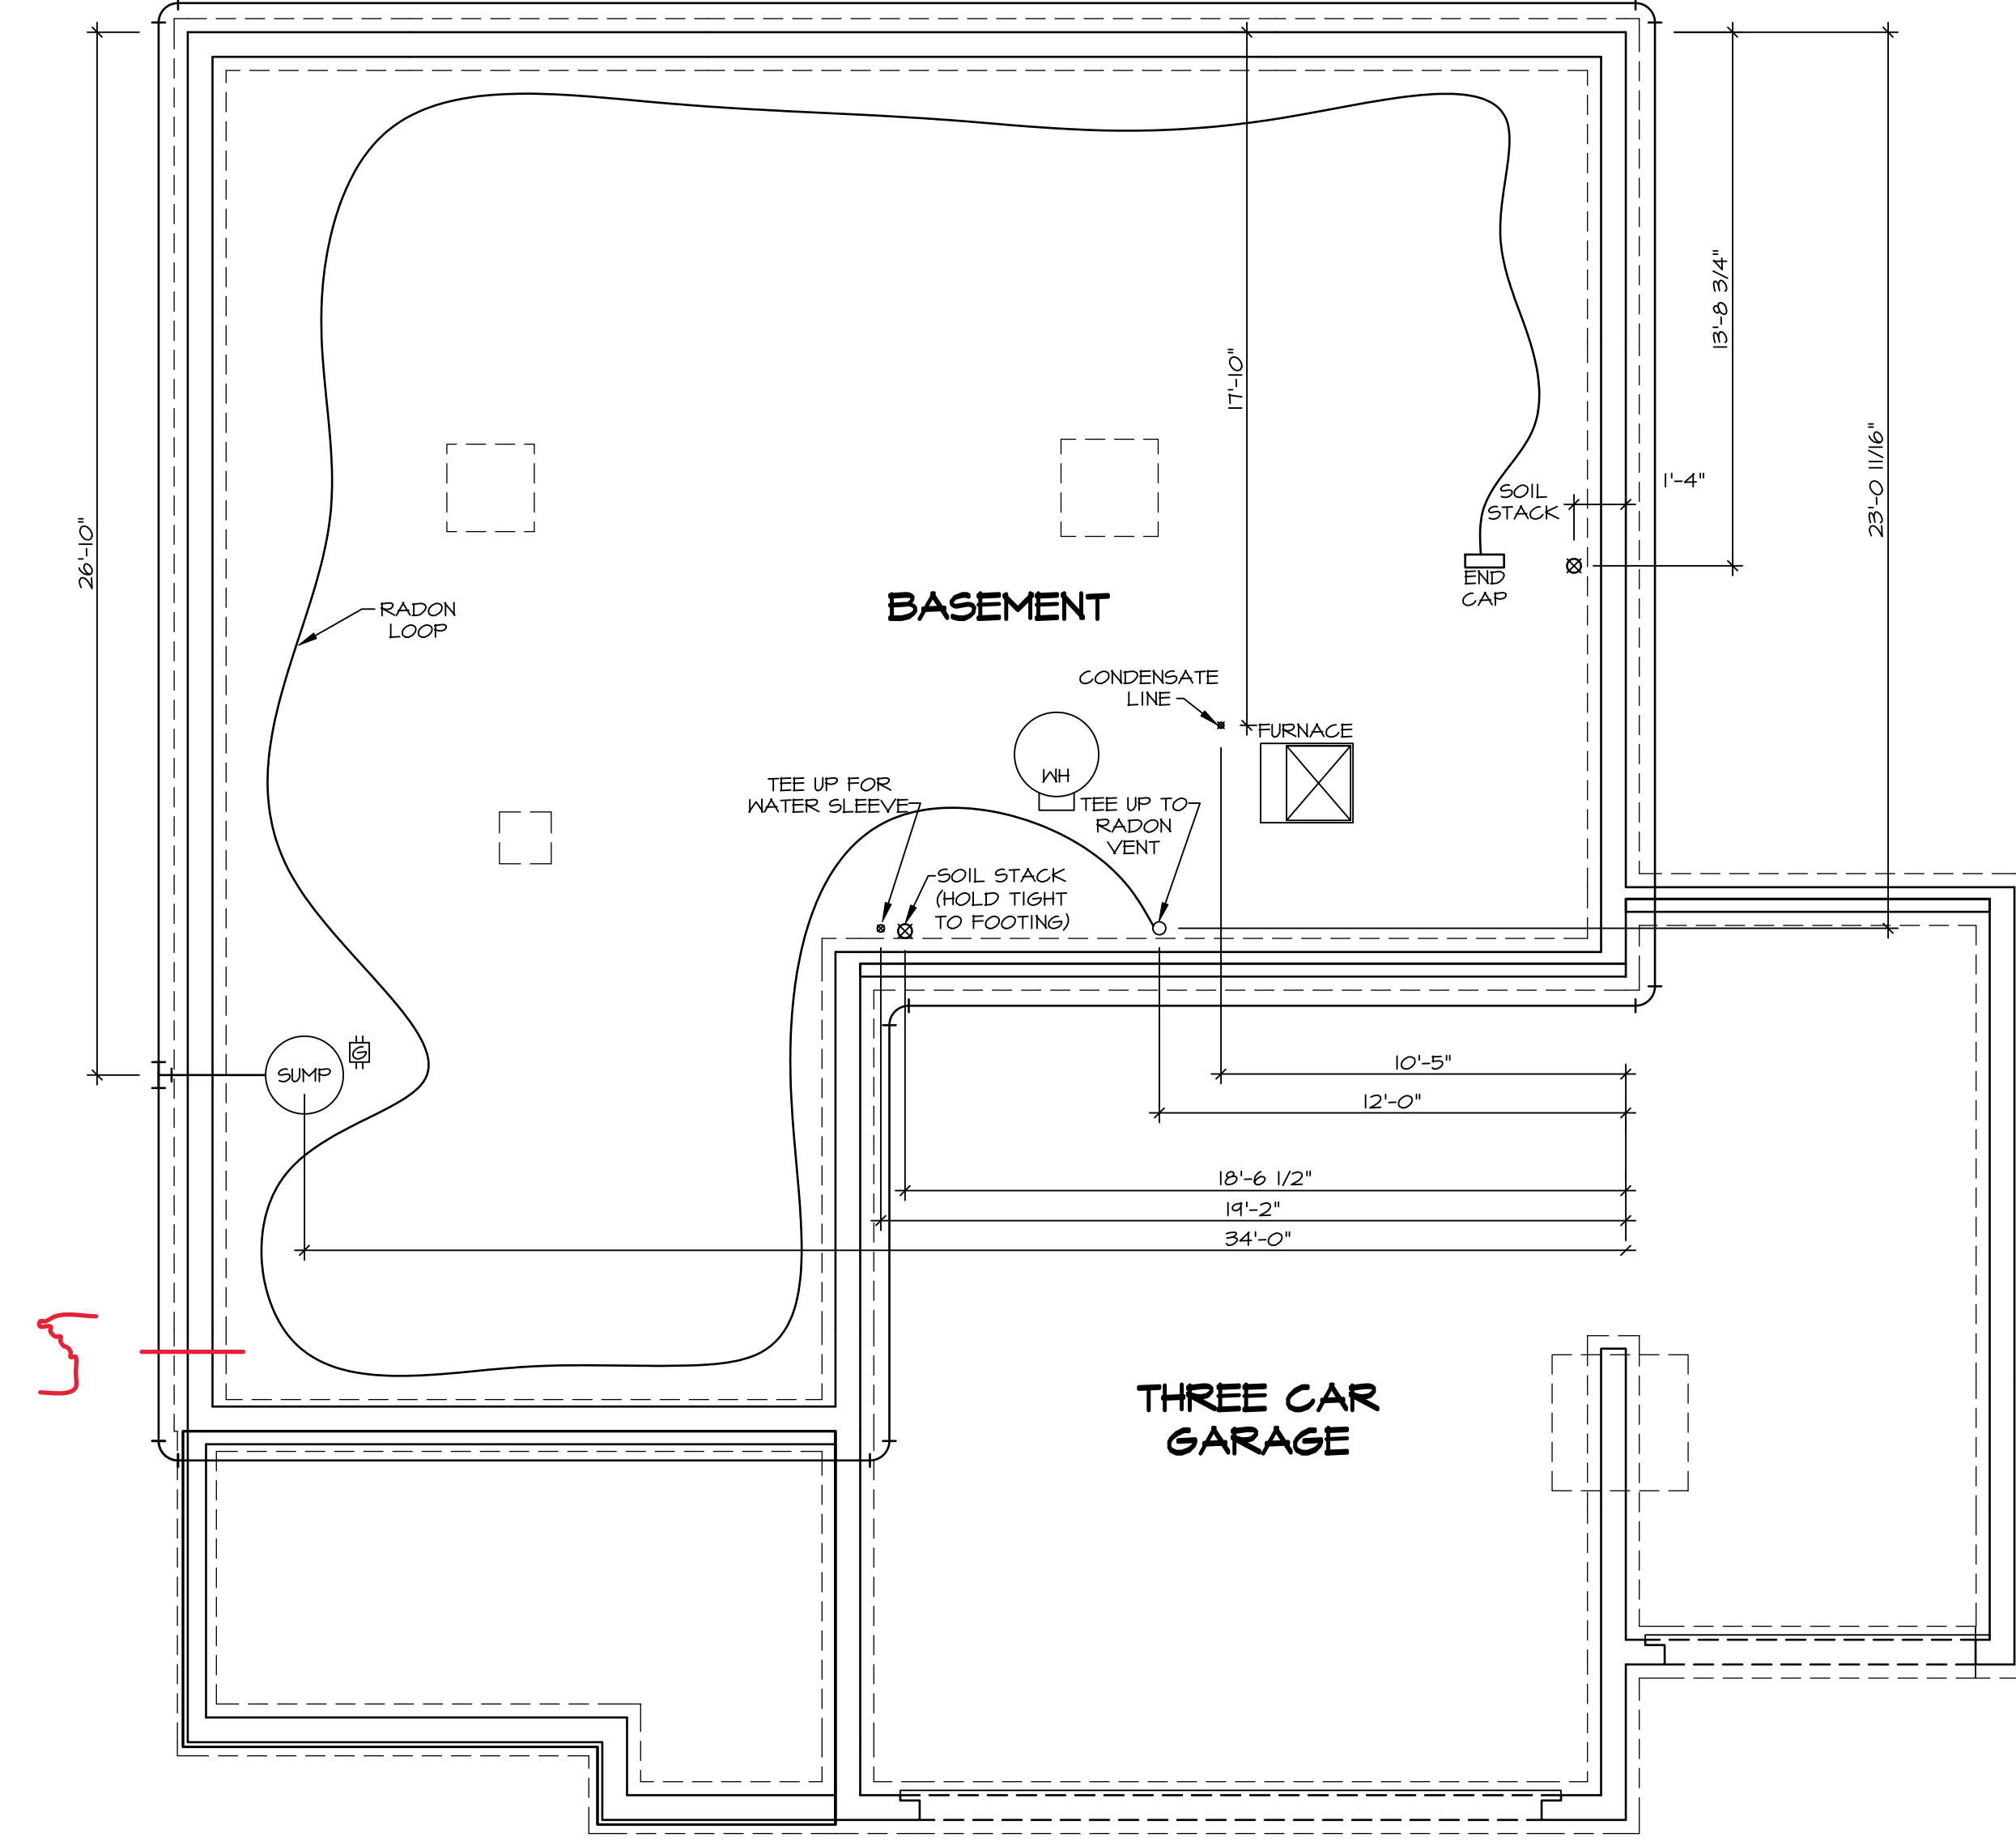 26'-10"
17'-10"
13'-8 3/4"
23'-0 11/16"
1'-4"
SOIL
STACK
END
CAP
RADON
LOOP
BASEMENT
CONDENSATE
LINE
FURNACE
WH
TEE UP FOR
WATER SLEEVE
TEE UP TO
RADON
VENT
SOIL STACK
(HOLD TIGHT
TO FOOTING)
SUMP
G
10'-5"
12'-0"
18'-6 1/2"
19'-2"
34'-0"
THREE CAR
GARAGE